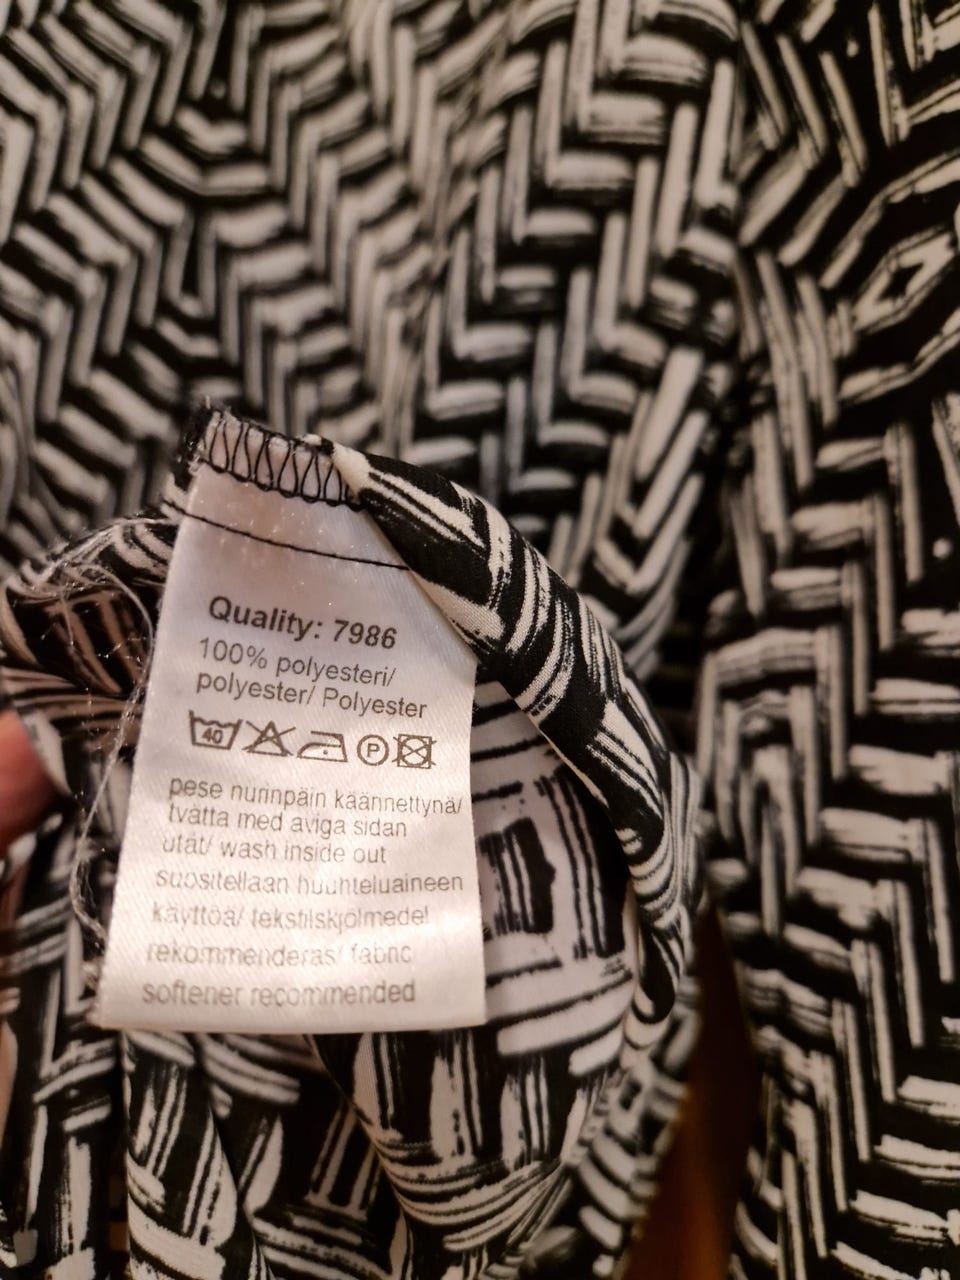 Quality: 7986
100% polyesteri/
polyester/ Polyester
40 P
pese nurinpäin käännettynä/
tvätta med aviga sidan
utåt/ wash inside out
suositellaan huuhteluaineen
käyttöä/ tekstilsköljmedel
rekommenderas/ fabric
softener recommended